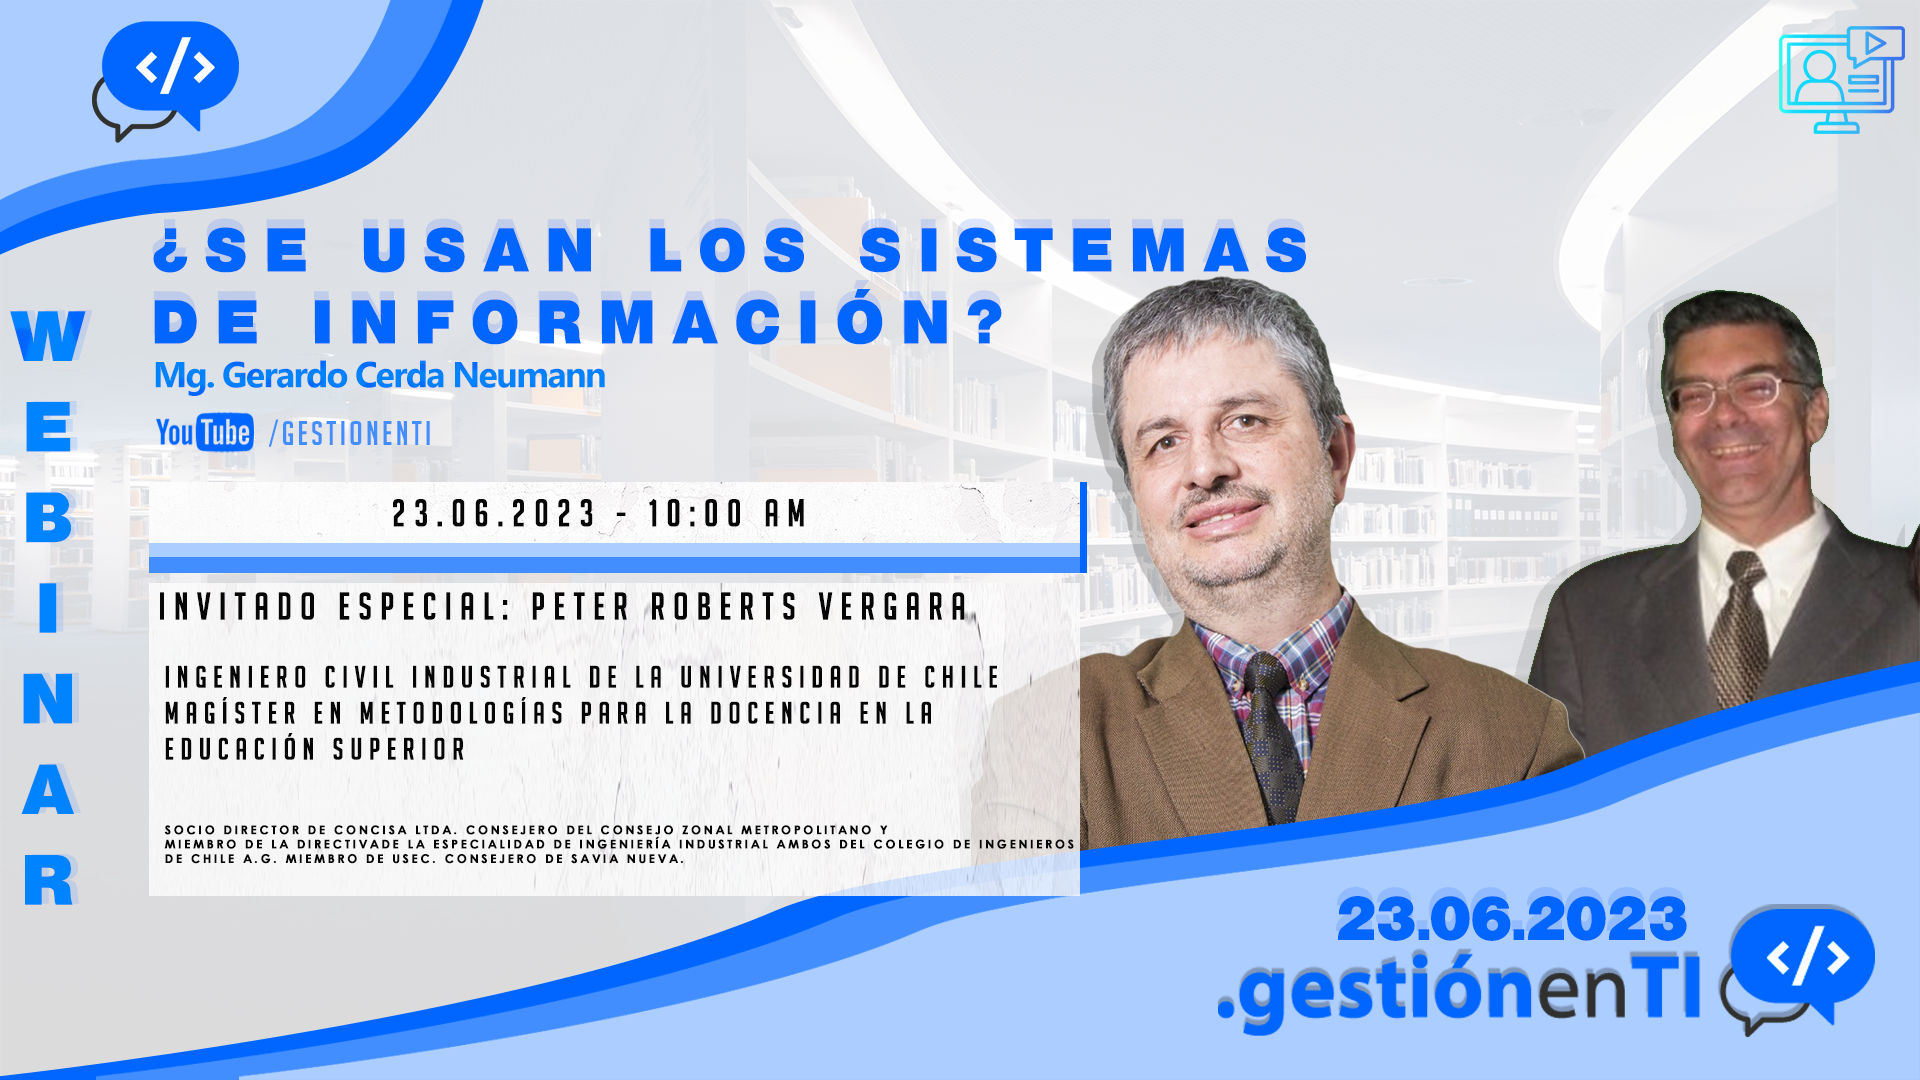 </>
¿SE USAN LOS SISTEMAS
DE INFORMACIÓN?
Mg. Gerardo Cerda Neumann
YouTube /GESTIONENTI
WEBINAR
23.06.2023 - 10:00 AM
INVITADO ESPECIAL: PETER ROBERTS VERGARA
INGENIERO CIVIL INDUSTRIAL DE LA UNIVERSIDAD DE CHILE
MAGÍSTER EN METODOLOGÍAS PARA LA DOCENCIA EN LA
EDUCACIÓN SUPERIOR
SOCIO DIRECTOR DE CONCISA LTDA. CONSEJERO DEL CONSEJO ZONAL METROPOLITANO Y
MIEMBRO DE LA DIRECTIVADE LA ESPECIALIDAD DE INGENIERÍA INDUSTRIAL AMBOS DEL COLEGIO DE INGENIEROS
DE CHILE A.G. MIEMBRO DE USEC. CONSEJERO DE SAVIA NUEVA.
23.06.2023
.gestiónenTI </>